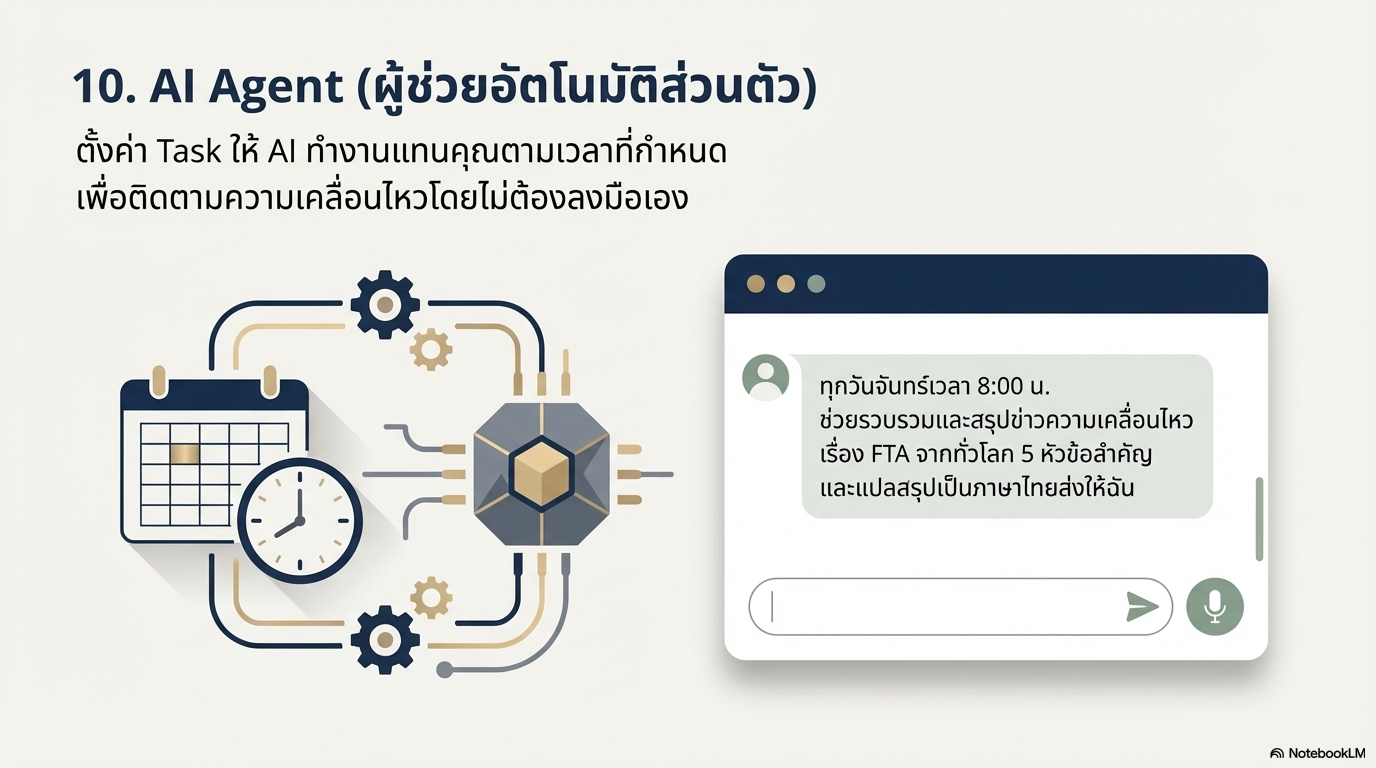 10. AI Agent (ผู้ช่วยอัตโนมัติส่วนตัว)
ตั้งค่า Task ให้ AI ทำงานแทนคุณตามเวลาที่กำหนด
เพื่อติดตามความเคลื่อนไหวโดยไม่ต้องลงมือเอง
ทุกวันจันทร์เวลา 8:00 น.
ช่วยรวบรวมและสรุปข่าวความเคลื่อนไหว
เรื่อง FTA จากทั่วโลก 5 หัวข้อสำคัญ
และแปลสรุปเป็นภาษาไทยส่งให้ฉัน
NotebookLM